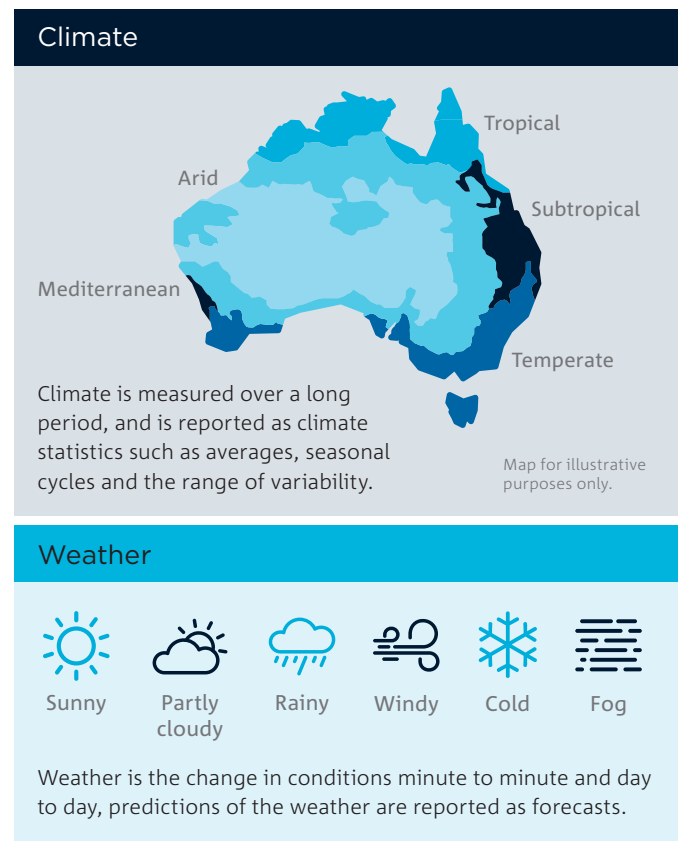 Climate
Tropical
Arid
Subtropical
Mediterranean
Temperate
Climate is measured over a long
period, and is reported as climate
statistics such as averages, seasonal
cycles and the range of variability.
Map for illustrative
purposes only.
Weather
Sunny
Partly
cloudy
Rainy
Windy
Cold
Fog
Weather is the change in conditions minute to minute and day
to day, predictions of the weather are reported as forecasts.